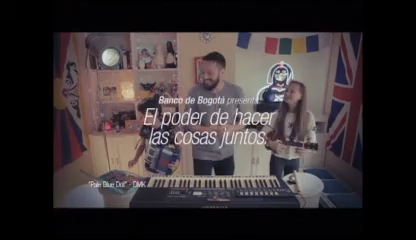 Banco de Bogotá presenta:
El poder de hacer
las cosas juntos.
"Pale Blue Dot" - DMK